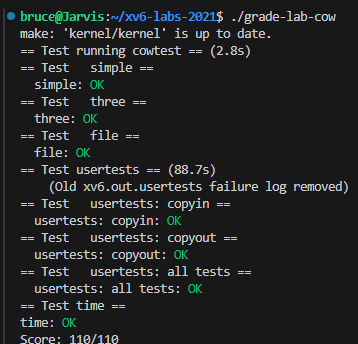 bruce@Jarvis:~/xv6-labs-2021$ ./grade-lab-cow
make: 'kernel/kernel' is up to date.
== Test running cowtest == (2.8s)
== Test   simple ==
  simple: OK
== Test   three ==
  three: OK
== Test   file ==
  file: OK
== Test usertests == (88.7s)
    (Old xv6.out.usertests failure log removed)
== Test   usertests: copyin ==
  usertests: copyin: OK
== Test   usertests: copyout ==
  usertests: copyout: OK
== Test   usertests: all tests ==
  usertests: all tests: OK
== Test time ==
time: OK
Score: 110/110